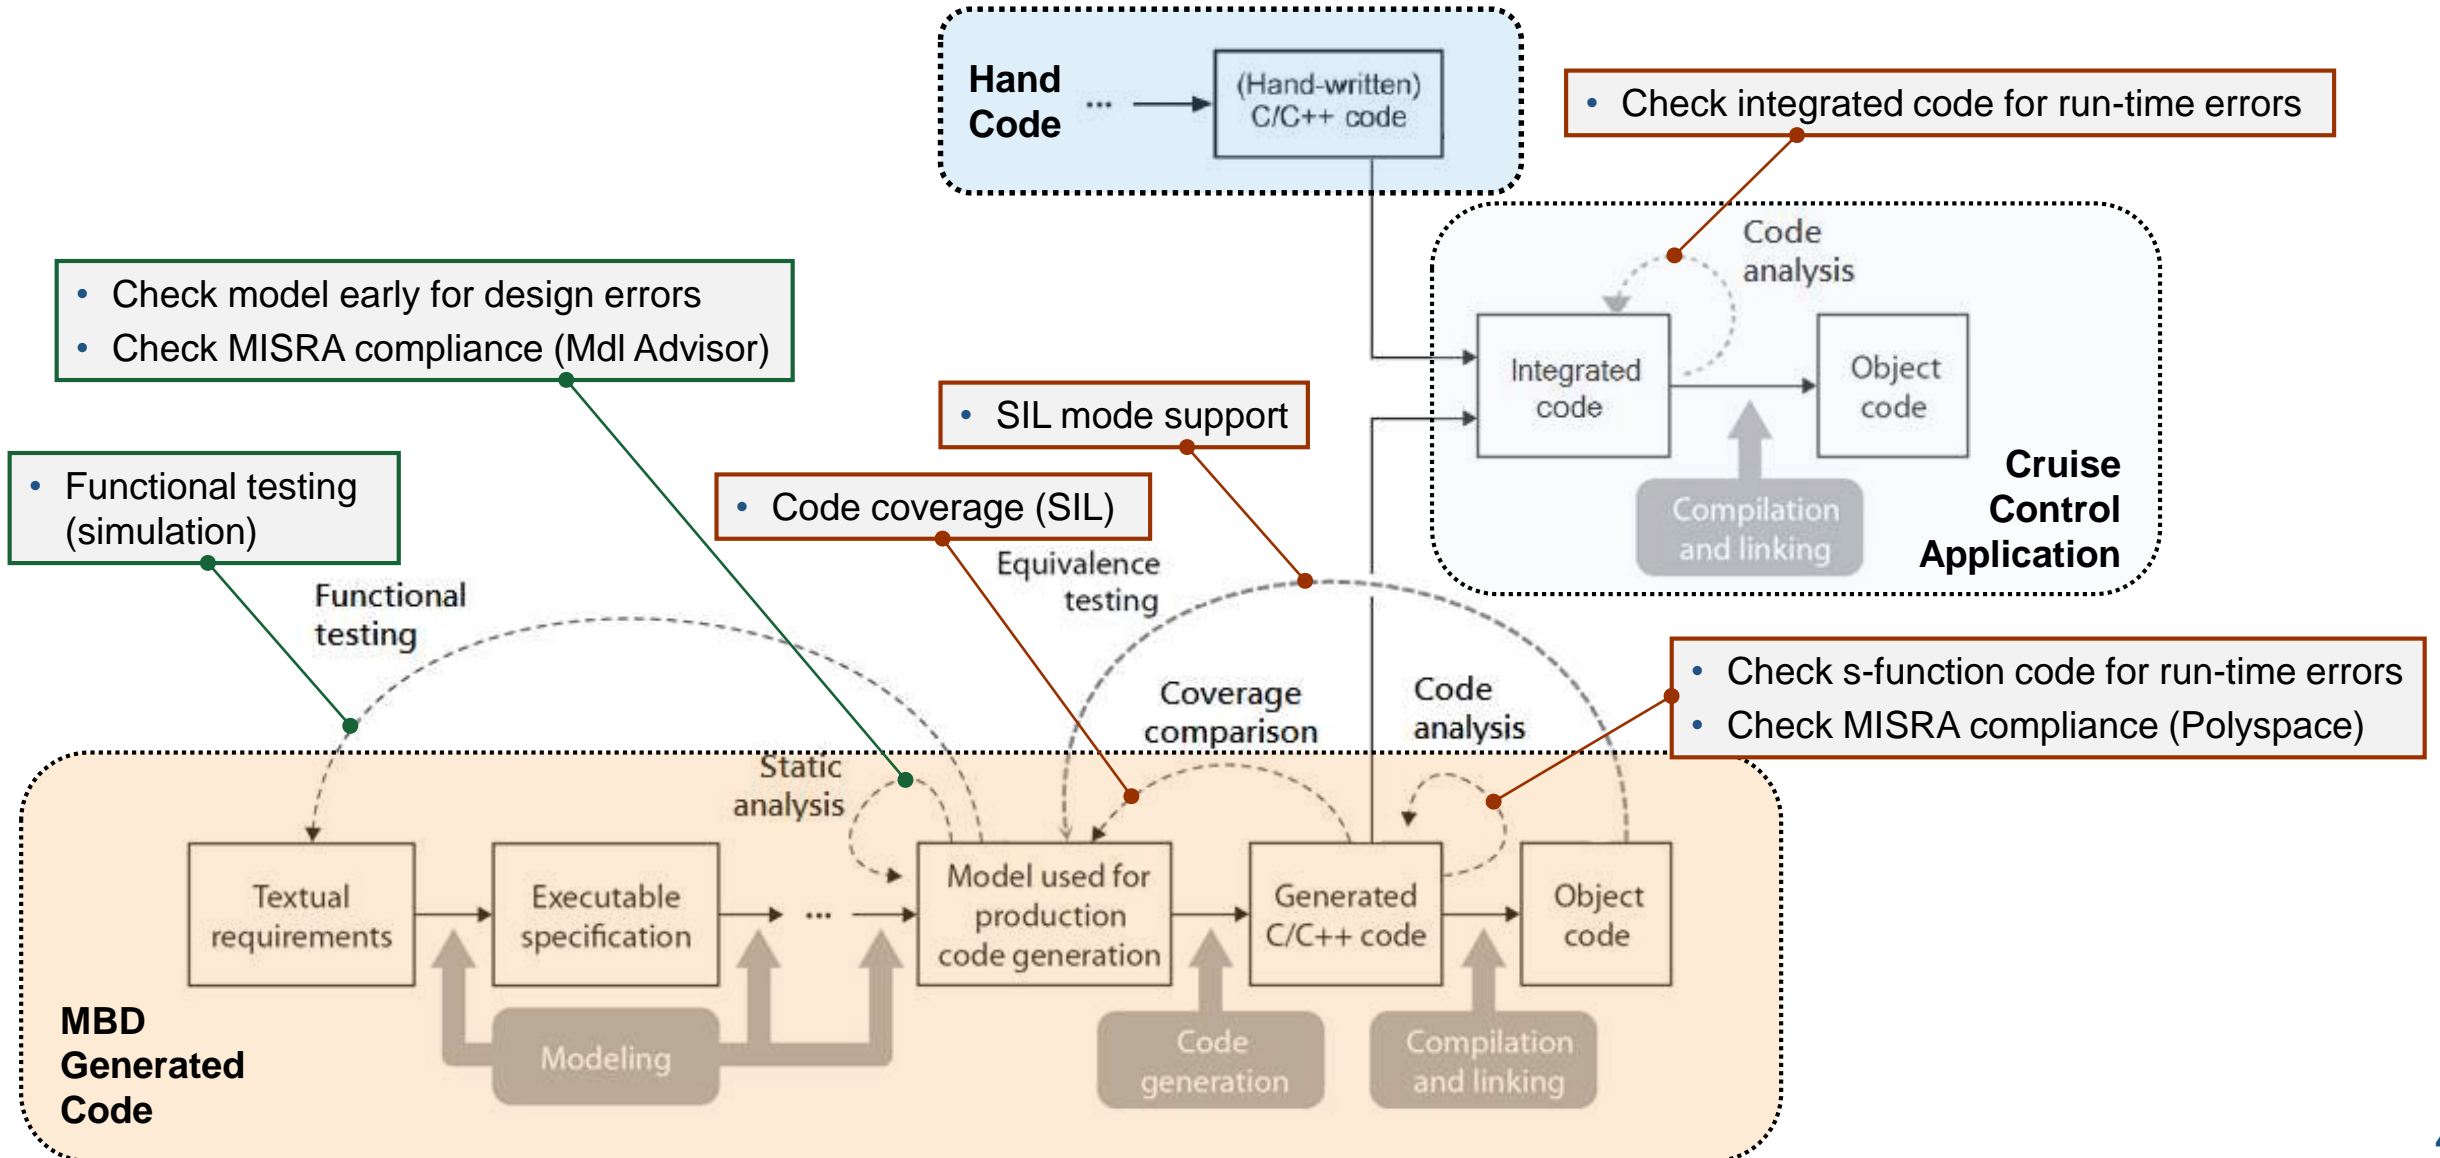 Hand
Code
...
(Hand-written)
C/C++ code
• Check integrated code for run-time errors
Code
analysis
• Check model early for design errors
• Check MISRA compliance (Mdl Advisor)
Integrated
code
Object
code
• SIL mode support
Cruise
Control
Application
• Functional testing
(simulation)
• Code coverage (SIL)
Compilation
and linking
Equivalence
testing
Functional
testing
• Check s-function code for run-time errors
• Check MISRA compliance (Polyspace)
Coverage
comparison
Code
analysis
Static
analysis
Textual
requirements
Executable
specification
...
Model used for
production
code generation
Generated
C/C++ code
Object
code
MBD
Generated
Code
Modeling
Code
generation
Compilation
and linking